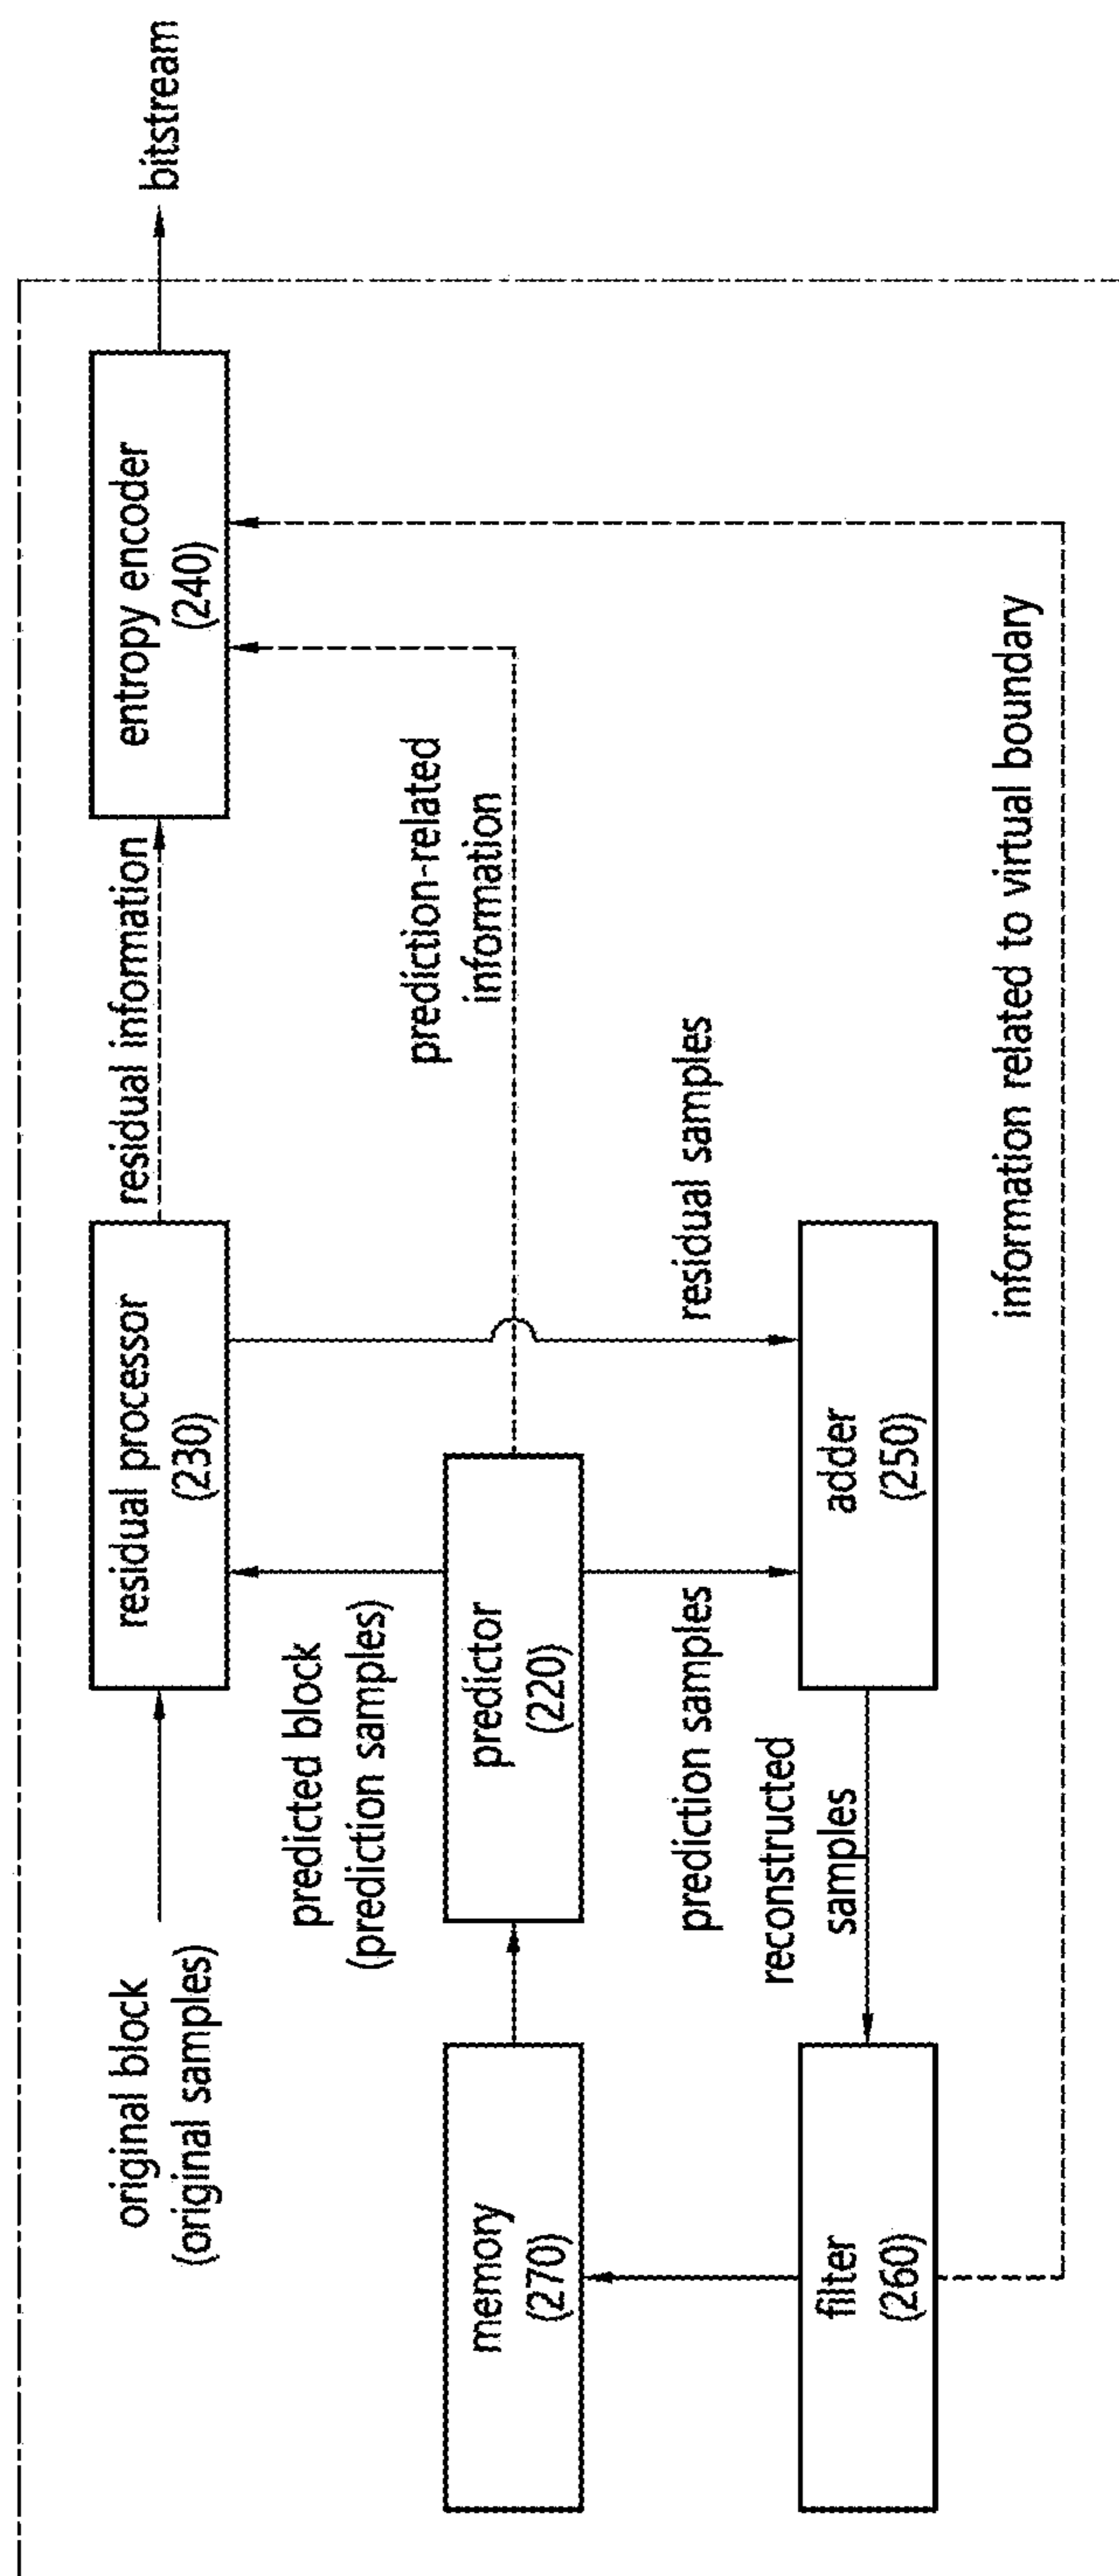 original block
(original samples)
residual processor
(230)
residual information
entropy encoder
(240)
bitstream
predicted block
(prediction samples)
prediction-related
information
memory
(270)
predictor
(220)
prediction samples
residual samples
reconstructed
samples
filter
(260)
adder
(250)
information related to virtual boundary